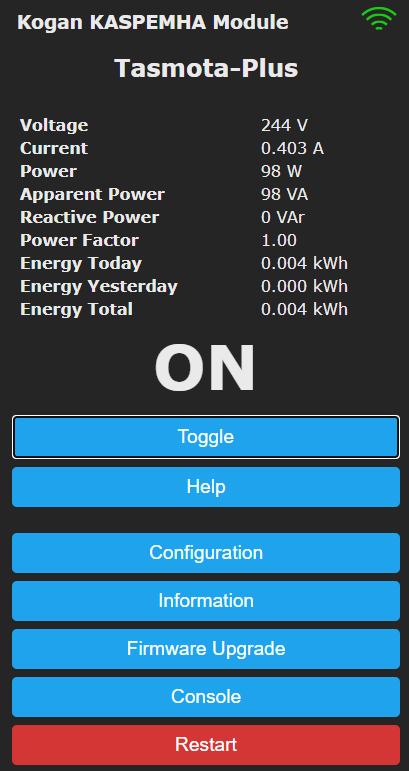 Kogan KASPEMHA Module
Tasmota-Plus
Voltage 244 V
Current 0.403 A
Power 98 W
Apparent Power 98 VA
Reactive Power 0 VAr
Power Factor 1.00
Energy Today 0.004 kWh
Energy Yesterday 0.000 kWh
Energy Total 0.004 kWh
ON
Toggle
Help
Configuration
Information
Firmware Upgrade
Console
Restart